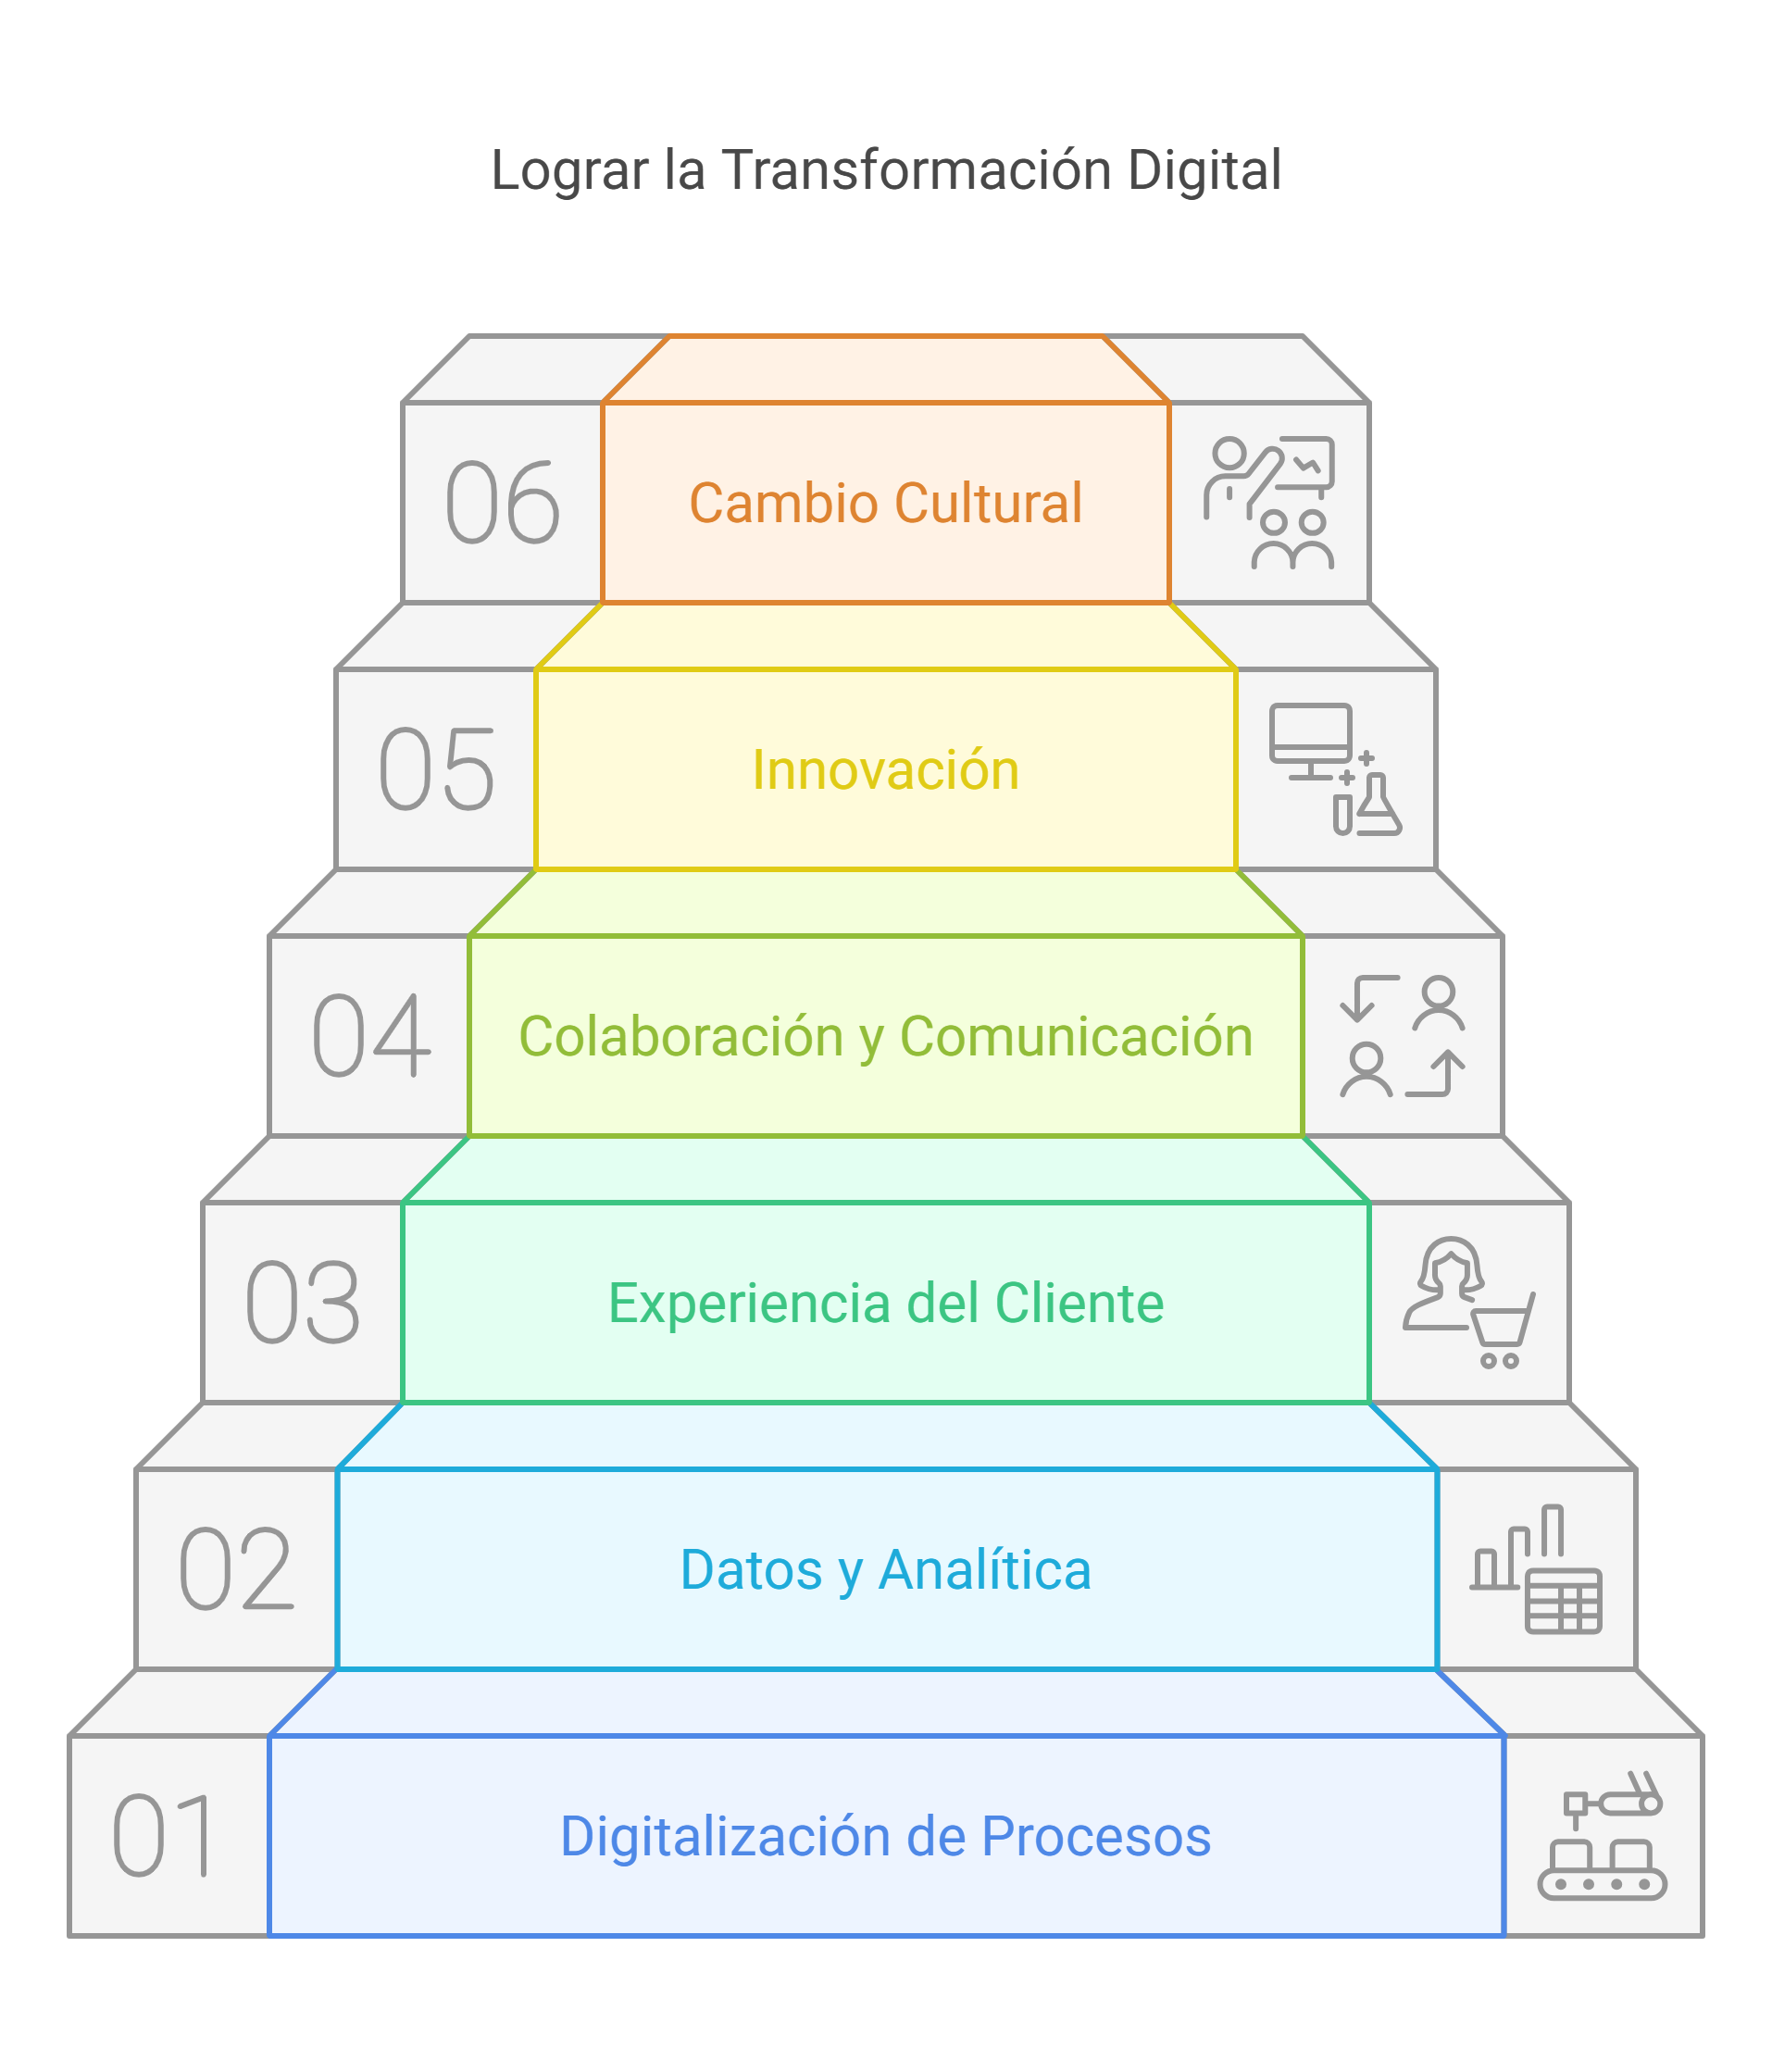 Lograr la Transformación Digital
06
Cambio Cultural
05
Innovación
04
Colaboración y Comunicación
03
Experiencia del Cliente
02
Datos y Analítica
01
Digitalización de Procesos